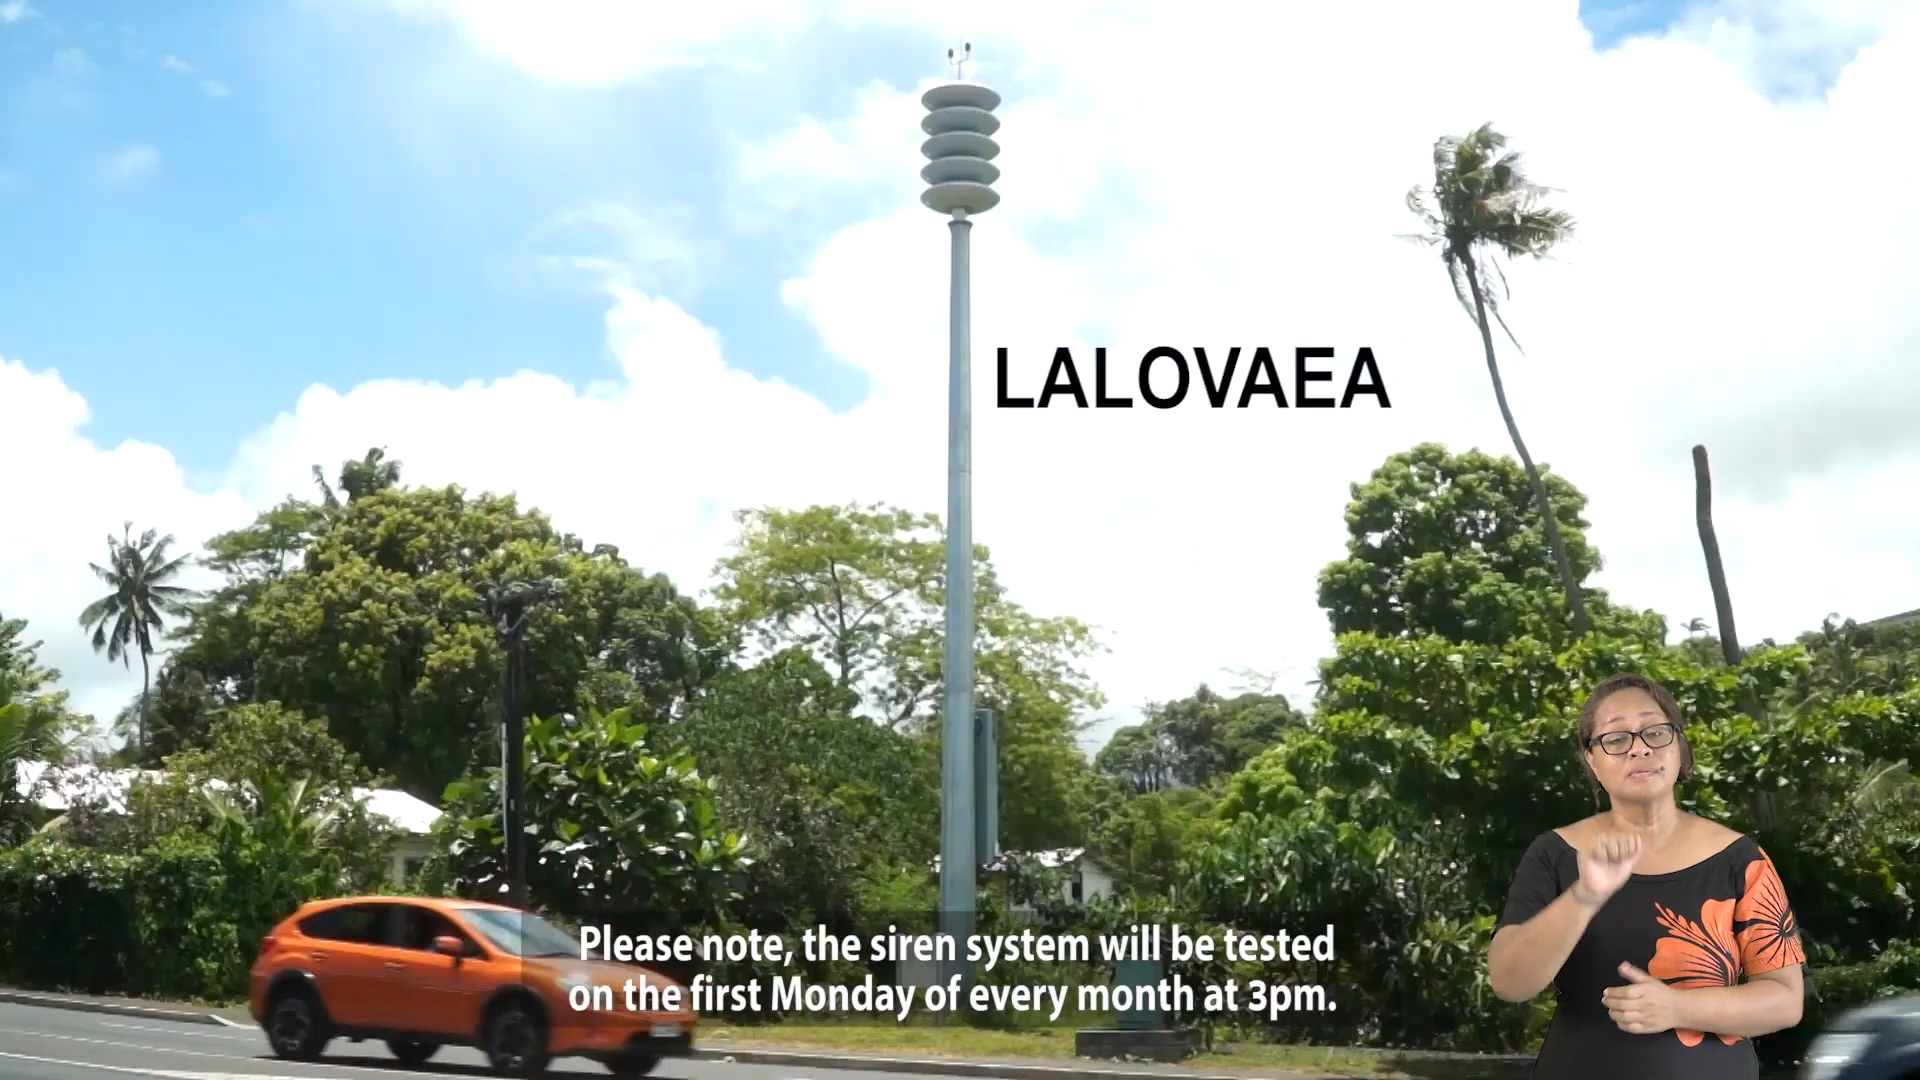 LALOVAEA
Please note, the siren system will be tested
on the first Monday of every month at 3pm.